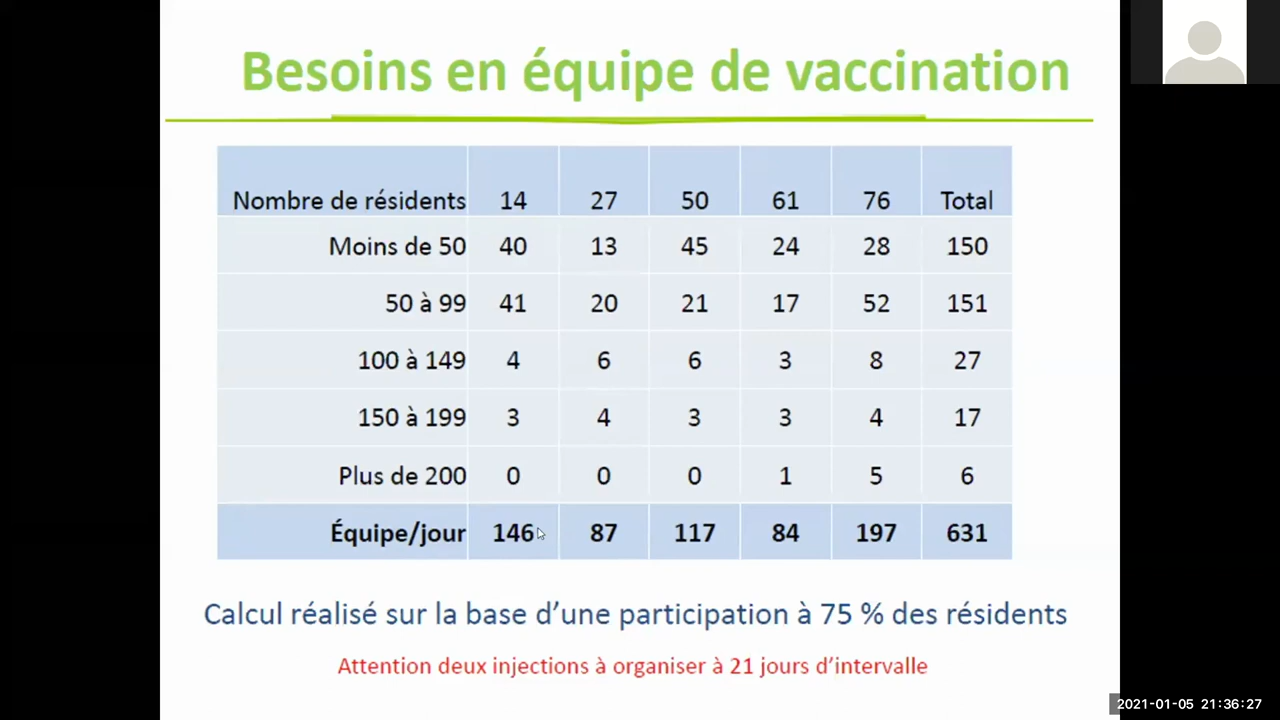 Besoins en équipe de vaccination
Nombre de résidents 14 27 50 61 76 Total
Moins de 50 40 13 45 24 28 150
50 à 99 41 20 21 17 52 151
100 à 149 4 6 6 3 8 27
150 à 199 3 4 3 3 4 17
Plus de 200 0 0 0 1 5 6
Équipe/jour 146 87 117 84 197 631
Calcul réalisé sur la base d’une participation à 75 % des résidents
Attention deux injections à organiser à 21 jours d’intervalle
2021-01-05 21:36:27